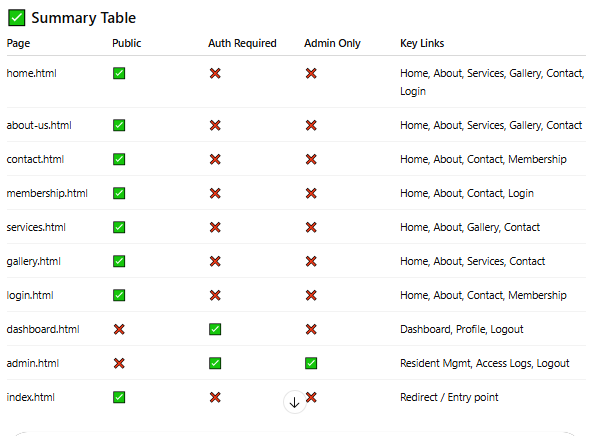 ✅ Summary Table
Page Public Auth Required Admin Only Key Links
home.html ✅ ❌ ❌ Home, About, Services, Gallery, Contact,
Login
about-us.html ✅ ❌ ❌ Home, About, Services, Gallery, Contact
contact.html ✅ ❌ ❌ Home, About, Contact, Membership
membership.html ✅ ❌ ❌ Home, About, Contact, Login
services.html ✅ ❌ ❌ Home, About, Gallery, Contact
gallery.html ✅ ❌ ❌ Home, About, Services, Contact
login.html ✅ ❌ ❌ Home, About, Contact, Membership
dashboard.html ❌ ✅ ❌ Dashboard, Profile, Logout
admin.html ❌ ✅ ✅ Resident Mgmt, Access Logs, Logout
index.html ✅ ❌ ❌ Redirect / Entry point